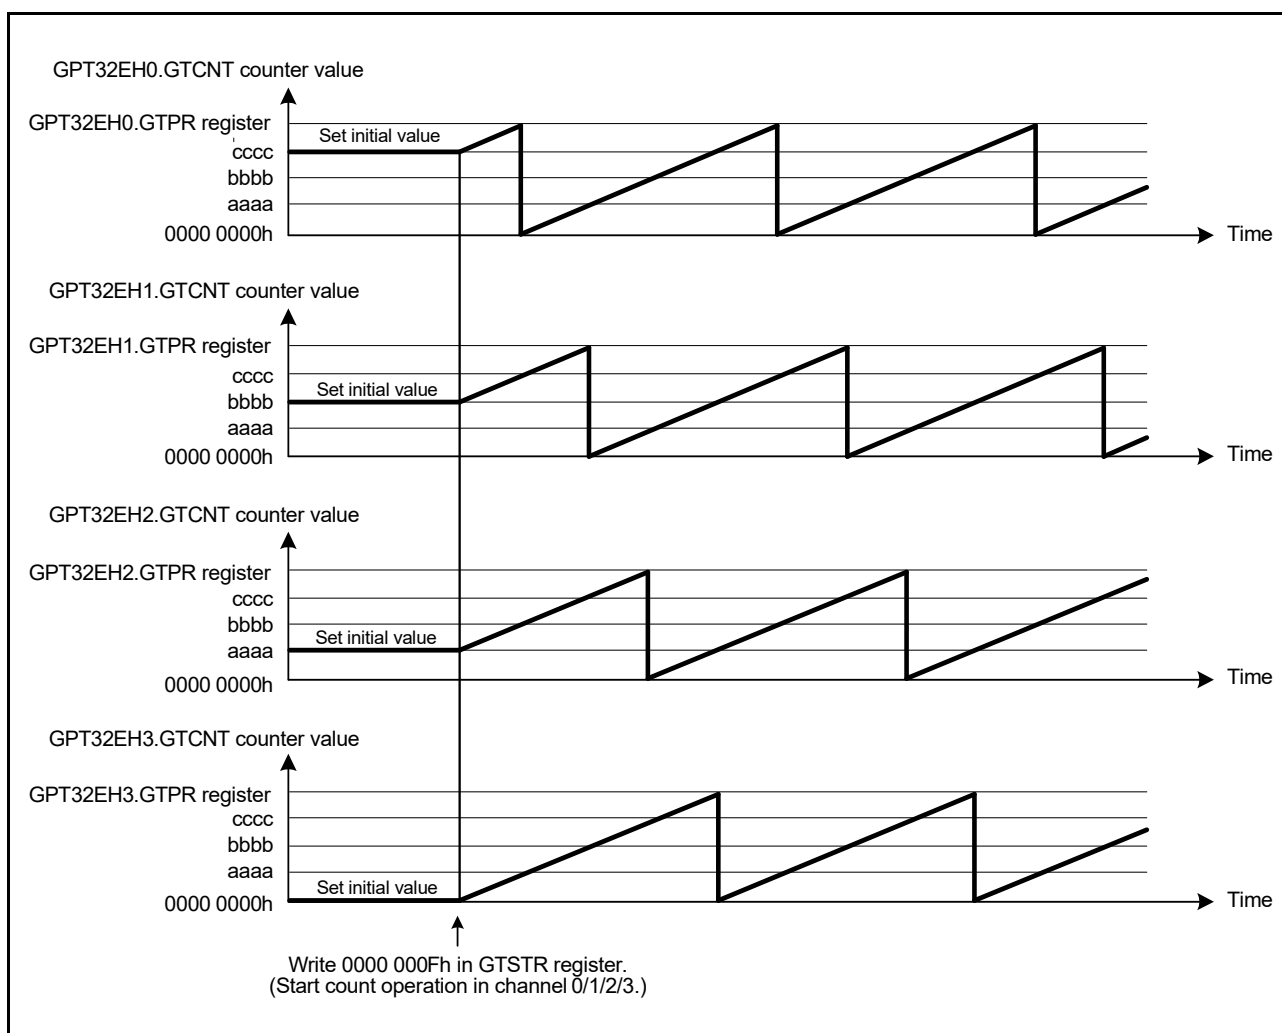 GPT32EH0.GTCNT counter value
GPT32EH0.GTPR register
Set initial value
cccc
bbbb
aaaa
0000 0000h
Time
GPT32EH1.GTCNT counter value
GPT32EH1.GTPR register
cccc
Set initial value
bbbb
aaaa
0000 0000h
Time
GPT32EH2.GTCNT counter value
GPT32EH2.GTPR register
cccc
bbbb
Set initial value
aaaa
0000 0000h
Time
GPT32EH3.GTCNT counter value
GPT32EH3.GTPR register
cccc
bbbb
aaaa
Set initial value
0000 0000h
Time
Write 0000 000Fh in GTSTR register.
(Start count operation in channel 0/1/2/3.)